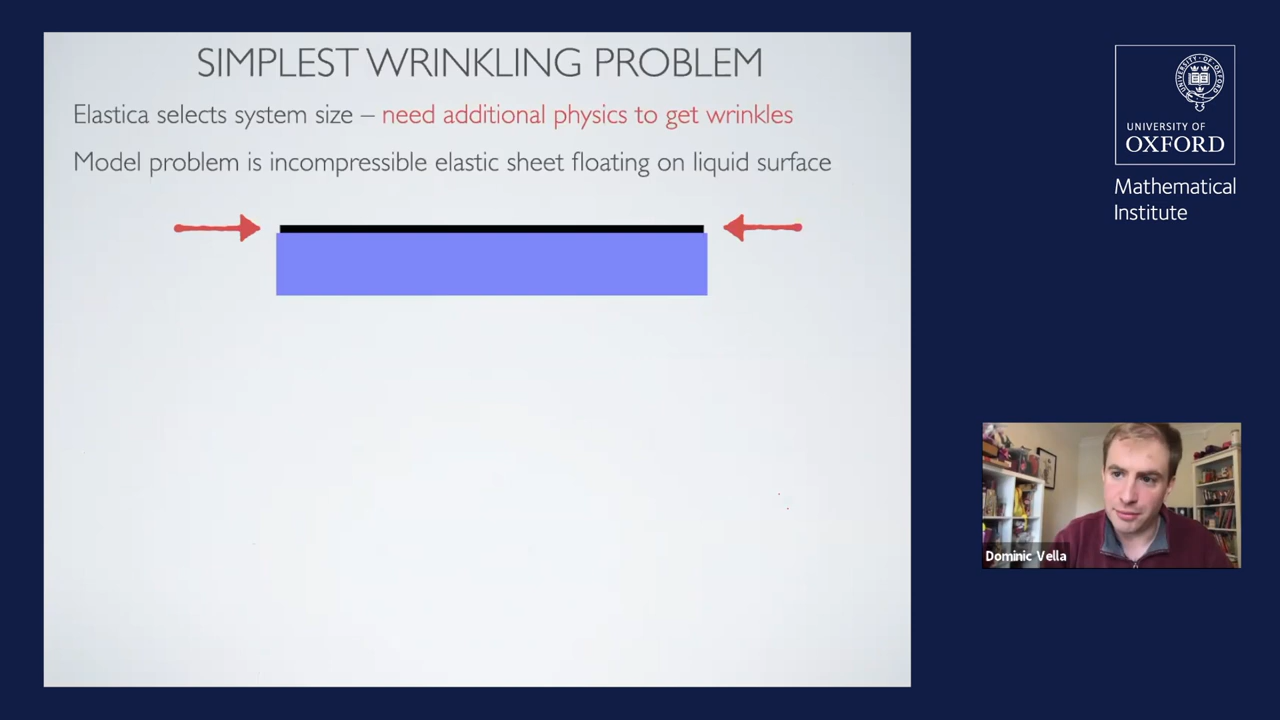 SIMPLEST WRINKLING PROBLEM
Elastica selects system size – need additional physics to get wrinkles
Model problem is incompressible elastic sheet floating on liquid surface
UNIVERSITY OF
OXFORD
Mathematical
Institute
Dominic Vella